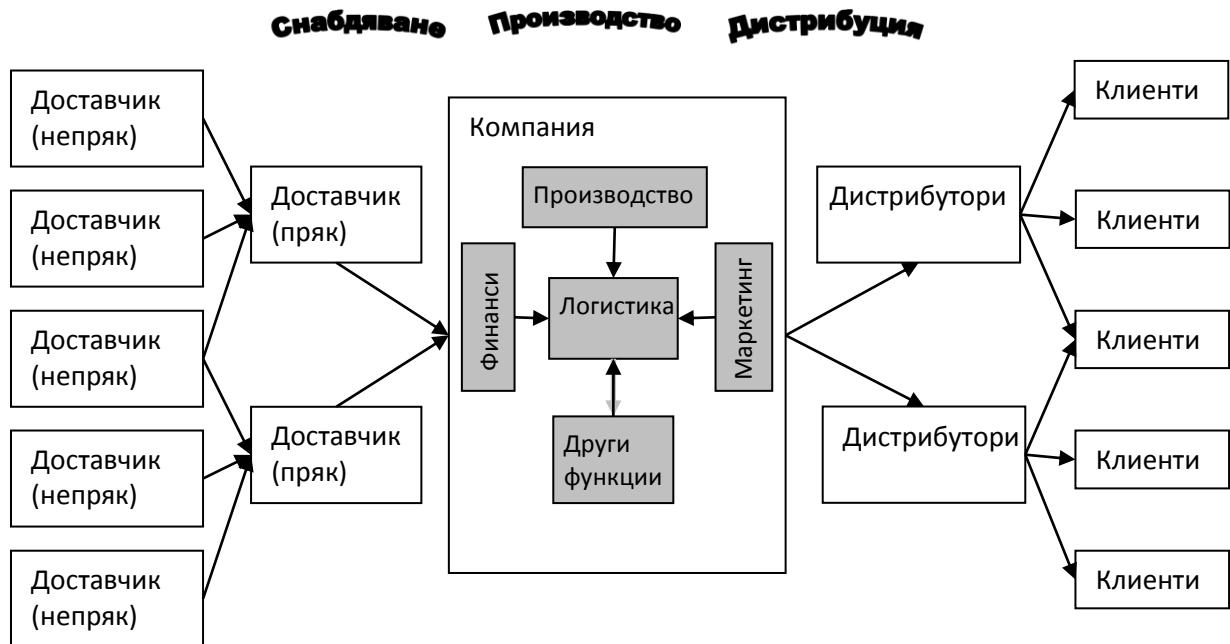 Снабдяване Производство Дистрибуция
Доставчик
(непряк)
Доставчик
(непряк)
Доставчик
(непряк)
Доставчик
(непряк)
Доставчик
(непряк)
Доставчик
(пряк)
Доставчик
(пряк)
Компания
Производство
Финанси
Логистика
Маркетинг
Други
функции
Дистрибутори
Дистрибутори
Клиенти
Клиенти
Клиенти
Клиенти
Клиенти